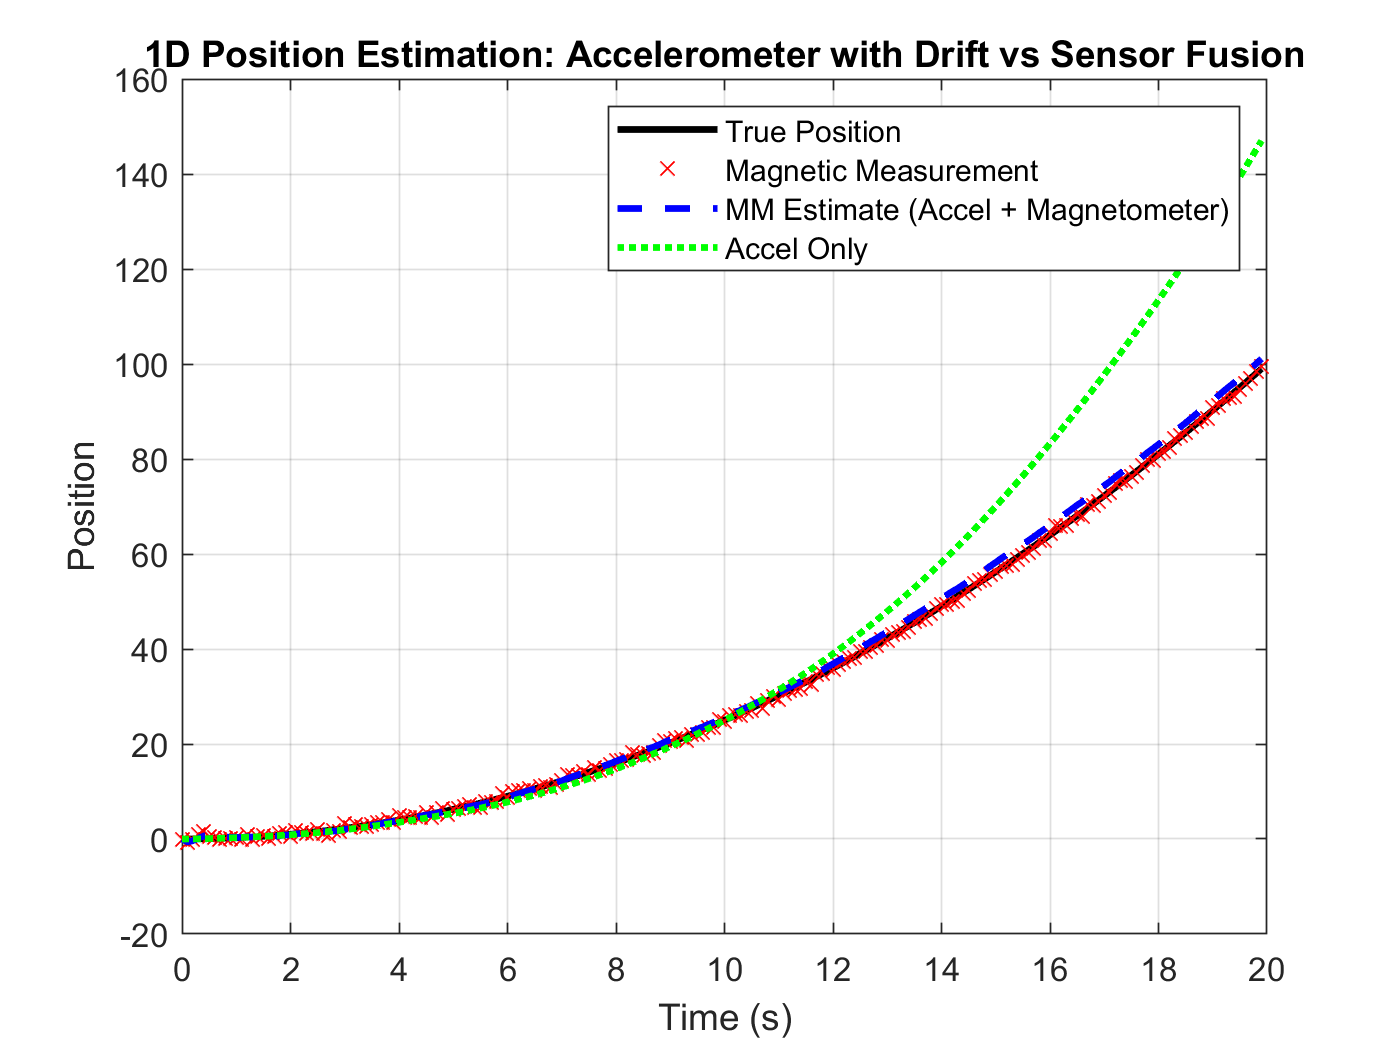 1D Position Estimation: Accelerometer with Drift vs Sensor Fusion
160
140
120
100
80
60
40
20
0
-20
Position
True Position
Magnetic Measurement
MM Estimate (Accel + Magnetometer)
Accel Only
0 2 4 6 8 10 12 14 16 18 20
Time (s)